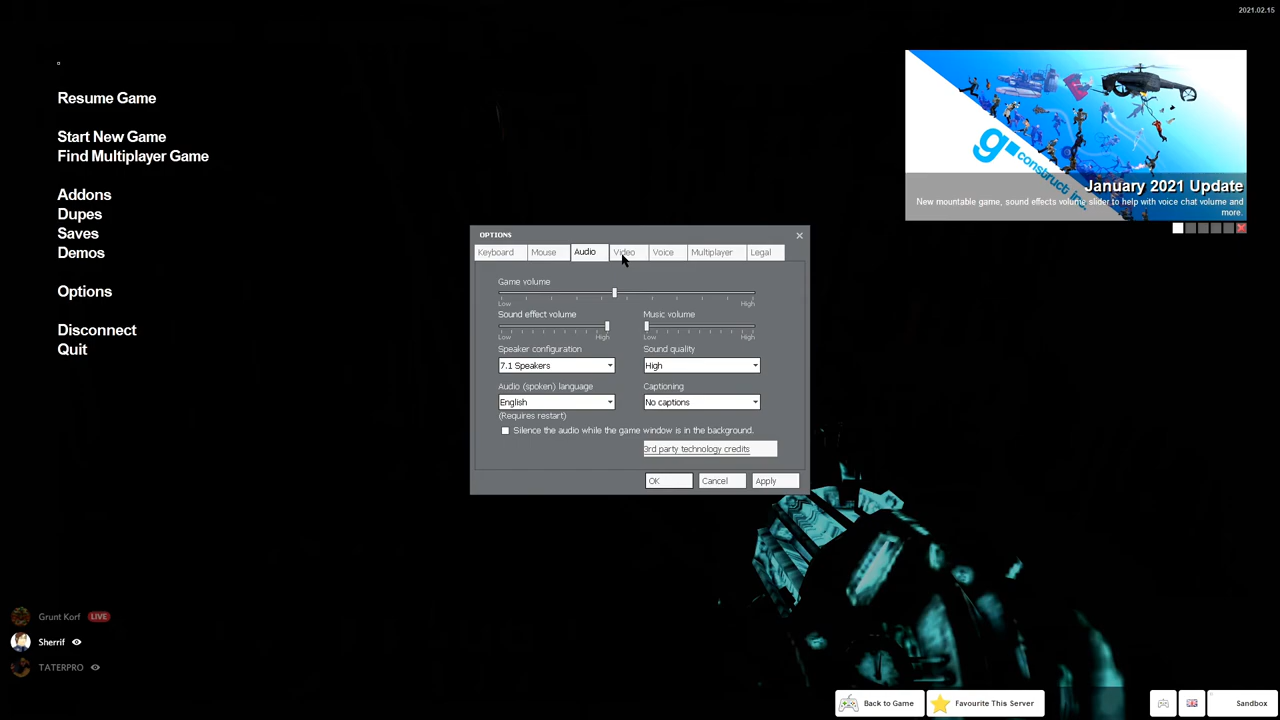 2021.02.15
Resume Game
Start New Game
Find Multiplayer Game
Addons
Dupes
Saves
Demos
Options
Disconnect
Quit
g construct inc.
January 2021 Update
New mountable game, sound effects volume slider to help with voice chat volume and
more.
OPTIONS
Keyboard Mouse Audio Video Voice Multiplayer Legal
Game volume
Low High
Sound effect volume Music volume
Low High Low High
Speaker configuration Sound quality
7.1 Speakers High
Audio (spoken) language Captioning
English No captions
(Requires restart)
Silence the audio while the game window is in the background.
3rd party technology credits
OK Cancel Apply
Grunt Korf LIVE
Sherrif
TATERPRO
Back to Game Favourite This Server Sandbox